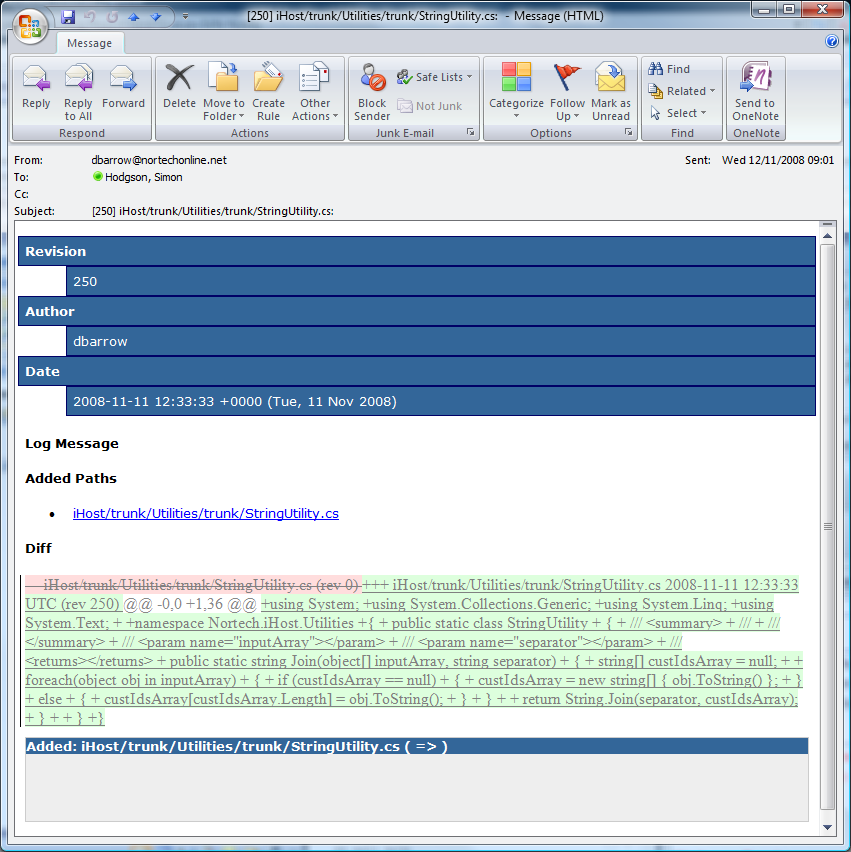 [250] iHost/trunk/Utilities/trunk/StringUtility.cs: - Message (HTML)
Message
Reply
Reply to All
Forward
Respond
Delete
Move to Folder
Create Rule
Other Actions
Actions
Block Sender
Safe Lists
Not Junk
Junk E-mail
Categorize
Follow Up
Mark as Unread
Options
Find
Related
Select
Find
Send to OneNote
OneNote
From: dbarrow@nortechonline.net Sent: Wed 12/11/2008 09:01
To: Hodgson, Simon
Cc:
Subject: [250] iHost/trunk/Utilities/trunk/StringUtility.cs:
Revision
250
Author
dbarrow
Date
2008-11-11 12:33:33 +0000 (Tue, 11 Nov 2008)
Log Message
Added Paths
• iHost/trunk/Utilities/trunk/StringUtility.cs
Diff
--- iHost/trunk/Utilities/trunk/StringUtility.cs (rev 0) +++ iHost/trunk/Utilities/trunk/StringUtility.cs 2008-11-11 12:33:33
UTC (rev 250) @@ -0,0 +1,36 @@ +using System; +using System.Collections.Generic; +using System.Linq; +using
System.Text; + +namespace Nortech.iHost.Utilities +{ + public static class StringUtility + { + /// <summary> + /// + ///
</summary> + /// <param name="inputArray"></param> + /// <param name="separator"></param> + ///
<returns></returns> + public static string Join(object[] inputArray, string separator) + { + string[] custIdsArray = null; + +
foreach(object obj in inputArray) + { + if (custIdsArray == null) + { + custIdsArray = new string[] { obj.ToString() }; + }
+ else + { + custIdsArray[custIdsArray.Length] = obj.ToString(); + } + } + + return String.Join(separator, custIdsArray);
+ } + + } +}
Added: iHost/trunk/Utilities/trunk/StringUtility.cs ( => )